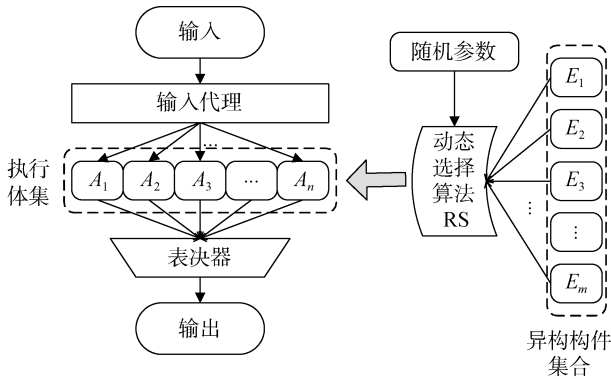 输入
输入代理
...
执行
体集
A1 A2 A3 ... An
表决器
输出
随机参数
动态
选择
算法
RS
E1
E2
E3
⋮
⋮
Em
异构构件
集合